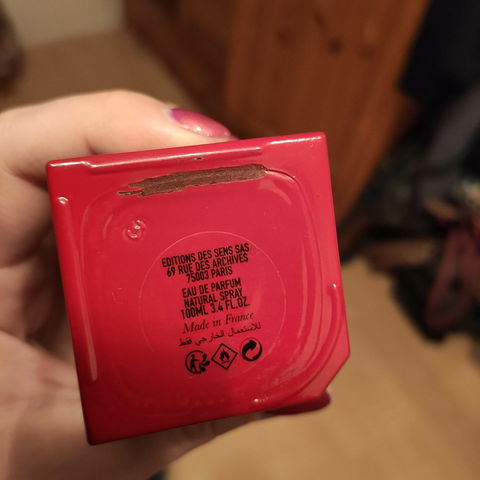 EDITIONS DES SENS SAS
69 RUE DES ARCHIVES
75003 PARIS
EAU DE PARFUM
NATURAL SPRAY
100ML 3.4 FL.OZ.
Made in France
للاستعمال الخارجي فقط